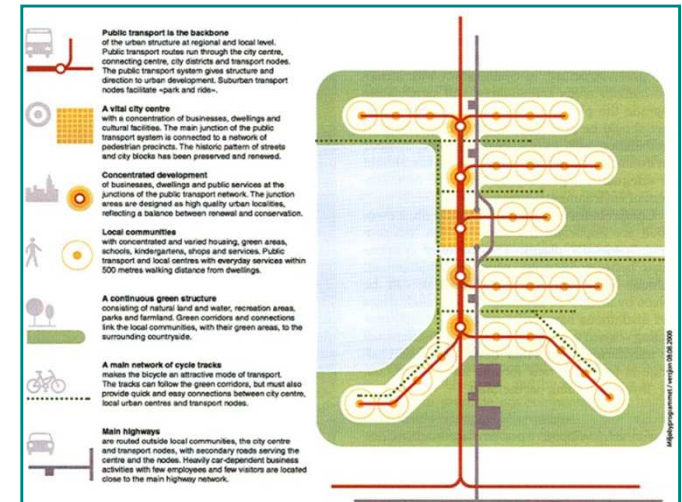 Public transport is the backbone
of the urban structure at regional and local level.
Public transport routes run through the city centre,
connecting centre, city districts and transport nodes.
The public transport system gives structure and
direction to urban development. Suburban transport
nodes facilitate «park and ride».
A vital city centre
with a concentration of businesses, dwellings and
cultural facilities. The main junction of the public
transport system is connected to a network of
pedestrian precincts. The historic pattern of streets
and city blocks has been preserved and renewed.
Concentrated development
of businesses, dwellings and public services at the
junctions of the public transport network. The junction
areas are designed as high quality urban localities,
reflecting a balance between renewal and conservation.
Local communities
with concentrated and varied housing, green areas,
schools, kindergartens, shops and services. Public
transport and local centres with everyday services within
500 metres walking distance from dwellings.
A continuous green structure
consisting of natural land and water, recreation areas,
parks and farmland. Green corridors and connections
link the local communities, with their green areas, to the
surrounding countryside.
A main network of cycle tracks
makes the bicycle an attractive mode of transport.
The tracks can follow the green corridors, but must also
provide quick and easy connections between city centre,
local urban centres and transport nodes.
Main highways
are routed outside local communities, the city centre
and transport nodes, with secondary roads serving the
centre and the nodes. Heavily car-dependent business
activities with few employees and few visitors are located
close to the main highway network.
Miljøbyprogrammet / versjon 08.08.2000